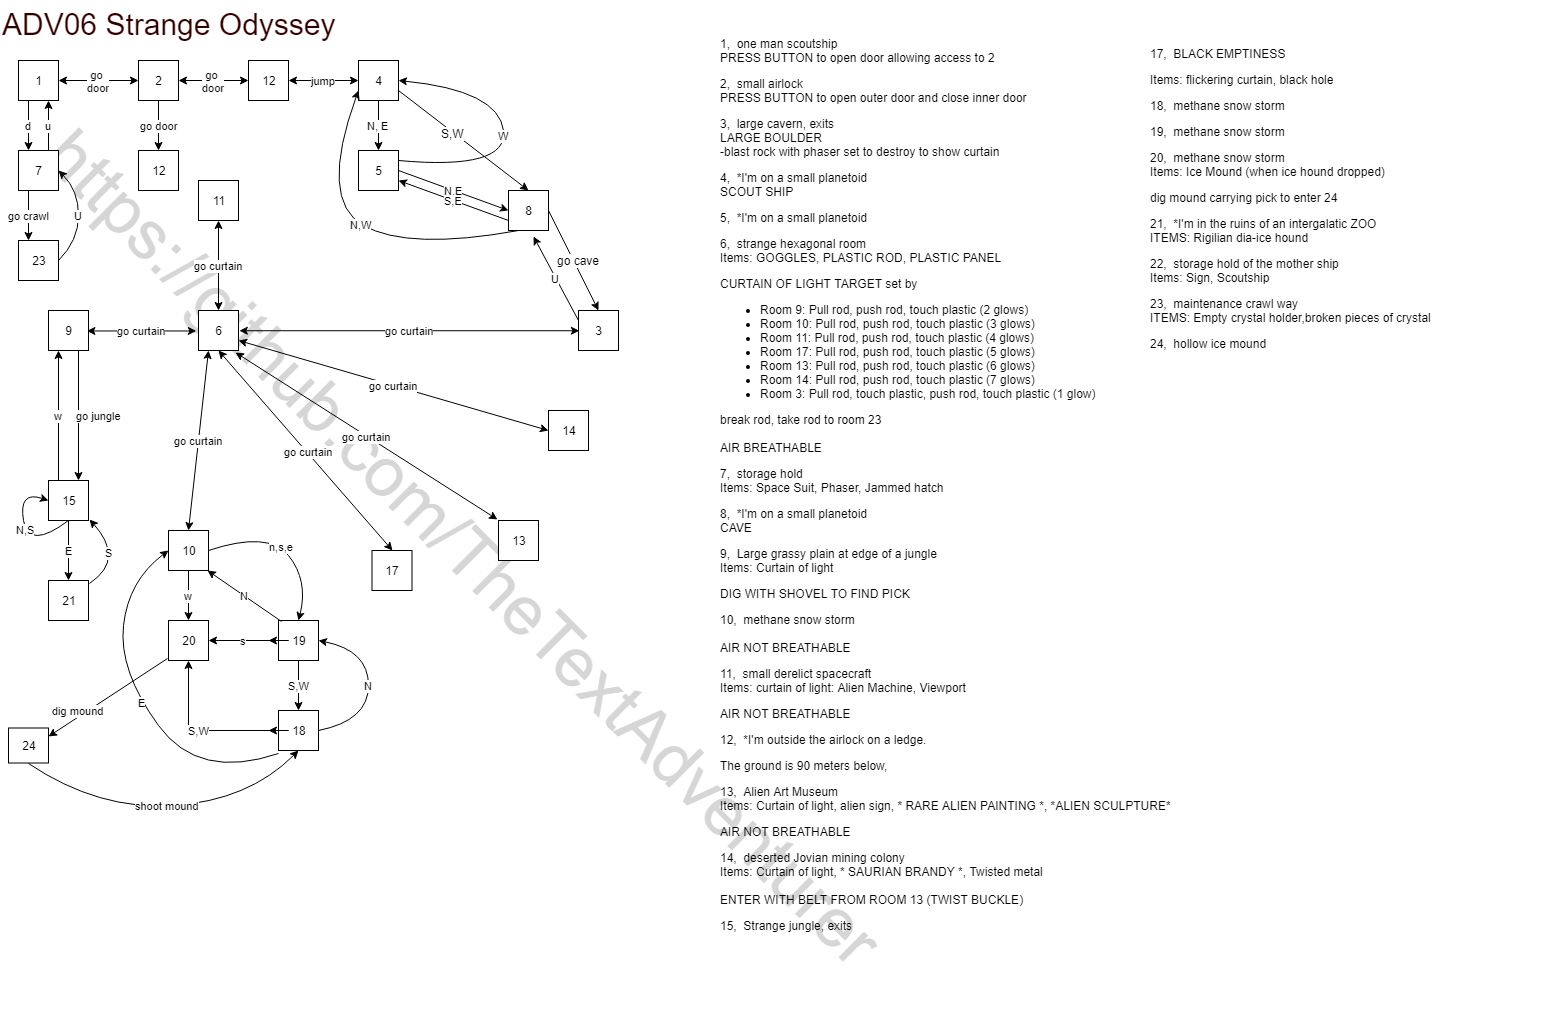 ADV06 Strange Odyssey
1
go
door
2
go
door
12
jump
4
d
u
go door
N, E
S,W
W
7
12
5
11
N,E
S,E
8
go crawl
U
N,W
23
go curtain
go cave
U
9
go curtain
6
go curtain
3
go curtain
w
go jungle
go curtain
go curtain
go curtain
14
15
N,S
E
S
13
10
n,s,e
17
21
w
N
20
s
19
S,W
N
E
dig mound
S,W
18
24
shoot mound
https://github.com/TheTextAdventurer
1, one man scoutship
PRESS BUTTON to open door allowing access to 2
2, small airlock
PRESS BUTTON to open outer door and close inner door
3, large cavern, exits
LARGE BOULDER
-blast rock with phaser set to destroy to show curtain
4, *I'm on a small planetoid
SCOUT SHIP
5, *I'm on a small planetoid
6, strange hexagonal room
Items: GOGGLES, PLASTIC ROD, PLASTIC PANEL
CURTAIN OF LIGHT TARGET set by
• Room 9: Pull rod, push rod, touch plastic (2 glows)
• Room 10: Pull rod, push rod, touch plastic (3 glows)
• Room 11: Pull rod, push rod, touch plastic (4 glows)
• Room 17: Pull rod, push rod, touch plastic (5 glows)
• Room 13: Pull rod, push rod, touch plastic (6 glows)
• Room 14: Pull rod, push rod, touch plastic (7 glows)
• Room 3: Pull rod, touch plastic, push rod, touch plastic (1 glow)
break rod, take rod to room 23
AIR BREATHABLE
7, storage hold
Items: Space Suit, Phaser, Jammed hatch
8, *I'm on a small planetoid
CAVE
9, Large grassy plain at edge of a jungle
Items: Curtain of light
DIG WITH SHOVEL TO FIND PICK
10, methane snow storm
AIR NOT BREATHABLE
11, small derelict spacecraft
Items: curtain of light: Alien Machine, Viewport
AIR NOT BREATHABLE
12, *I'm outside the airlock on a ledge.
The ground is 90 meters below,
13, Alien Art Museum
Items: Curtain of light, alien sign, * RARE ALIEN PAINTING *, *ALIEN SCULPTURE*
AIR NOT BREATHABLE
14, deserted Jovian mining colony
Items: Curtain of light, * SAURIAN BRANDY *, Twisted metal
ENTER WITH BELT FROM ROOM 13 (TWIST BUCKLE)
15, Strange jungle, exits
17, BLACK EMPTINESS
Items: flickering curtain, black hole
18, methane snow storm
19, methane snow storm
20, methane snow storm
Items: Ice Mound (when ice hound dropped)
dig mound carrying pick to enter 24
21, *I'm in the ruins of an intergalatic ZOO
ITEMS: Rigilian dia-ice hound
22, storage hold of the mother ship
Items: Sign, Scoutship
23, maintenance crawl way
ITEMS: Empty crystal holder,broken pieces of crystal
24, hollow ice mound